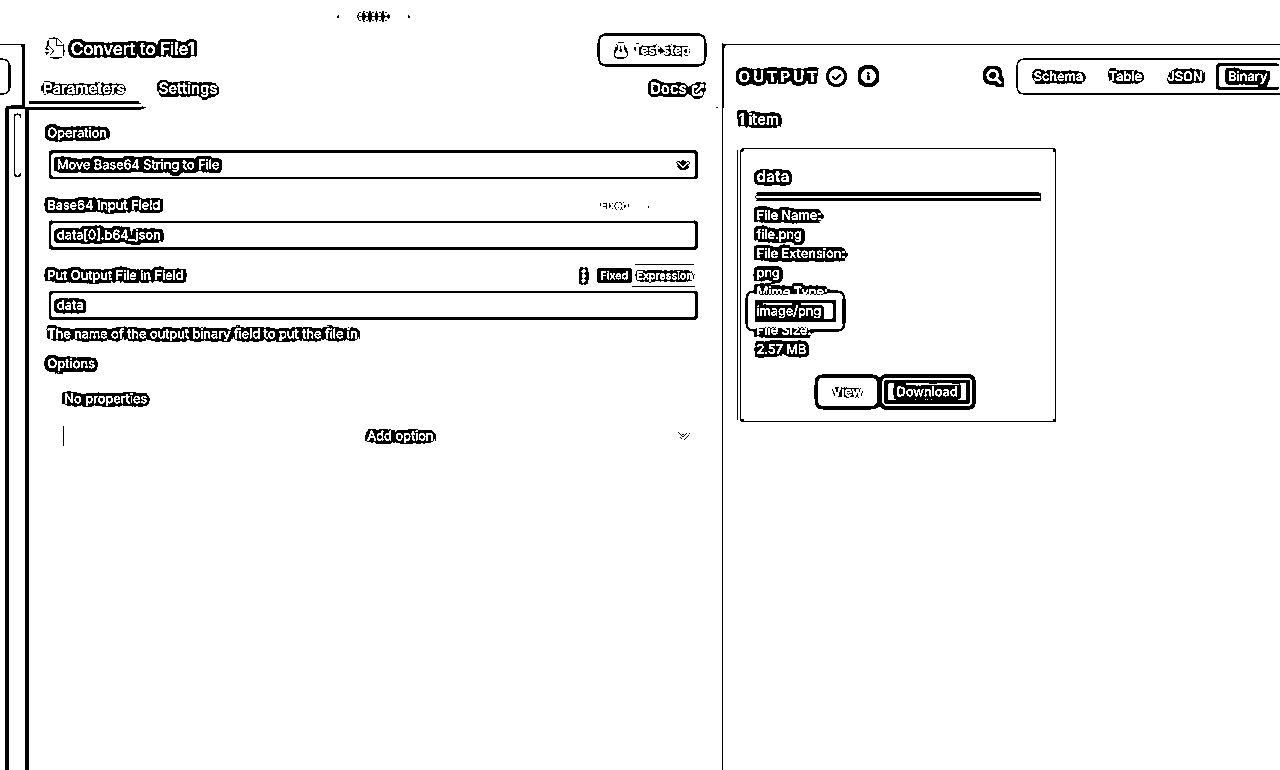 Convert to File1
Test step
Parameters
Settings
Docs
Operation
Move Base64 String to File
Base64 Input Field
data[0].b64_json
Put Output File in Field
Fixed
Expression
data
The name of the output binary field to put the file in
Options
No properties
Add option
OUTPUT
Schema
Table
JSON
Binary
1 item
data
File Name:
file.png
File Extension:
png
Mime Type:
image/png
File Size:
2.57 MB
View
Download